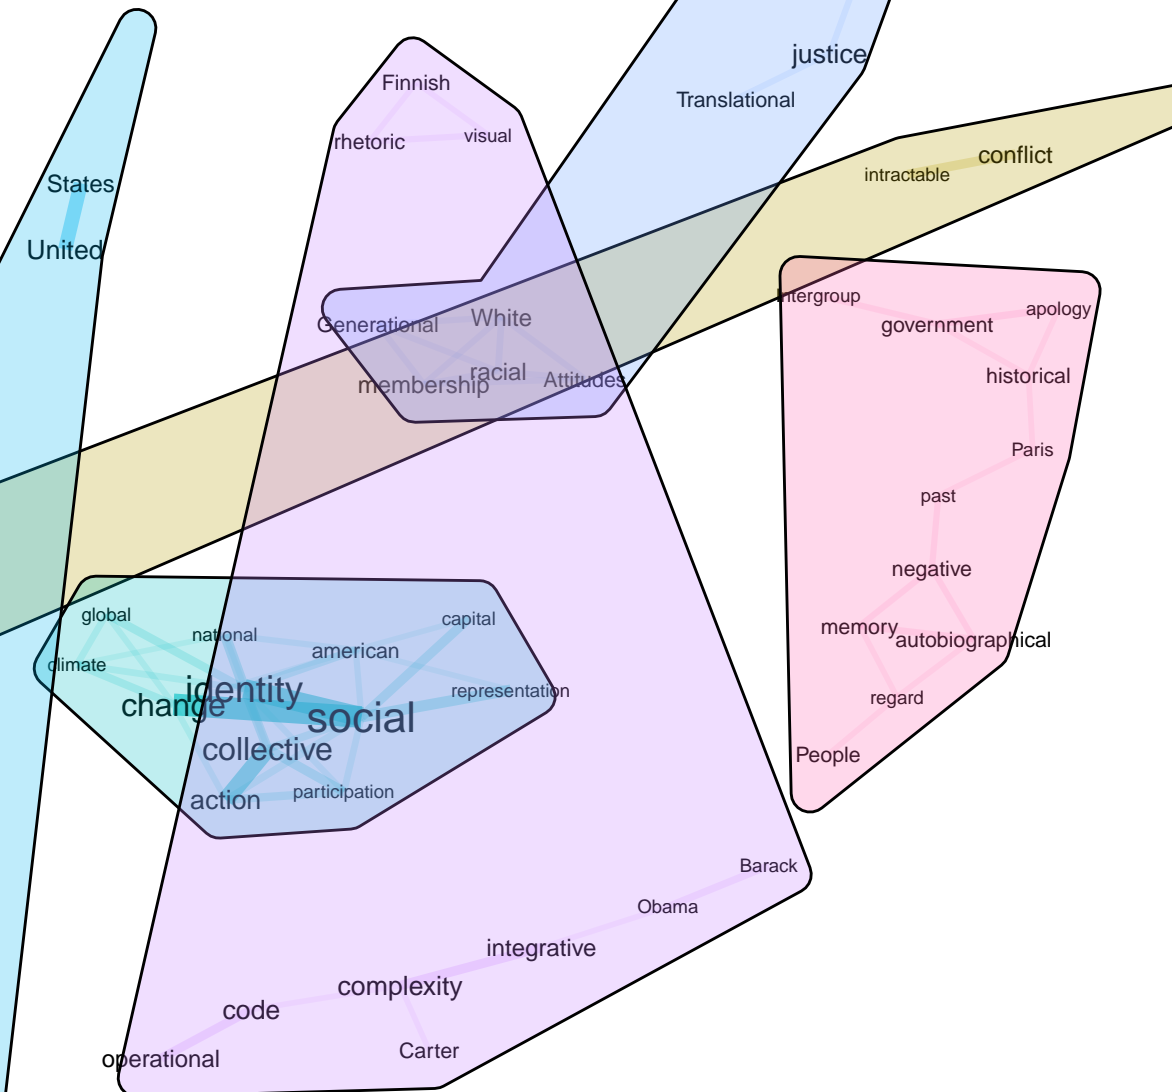 justice
Finnish
Translational
rhetoric
visual
conflict
intractable
States
United
Intergroup
apology
government
Generational
White
historical
racial
membership
Attitudes
Paris
past
negative
global
national
capital
memory
autobiographical
american
climate
identity
representation
change
regard
social
collective
People
action
participation
Barack
Obama
integrative
complexity
code
Carter
operational